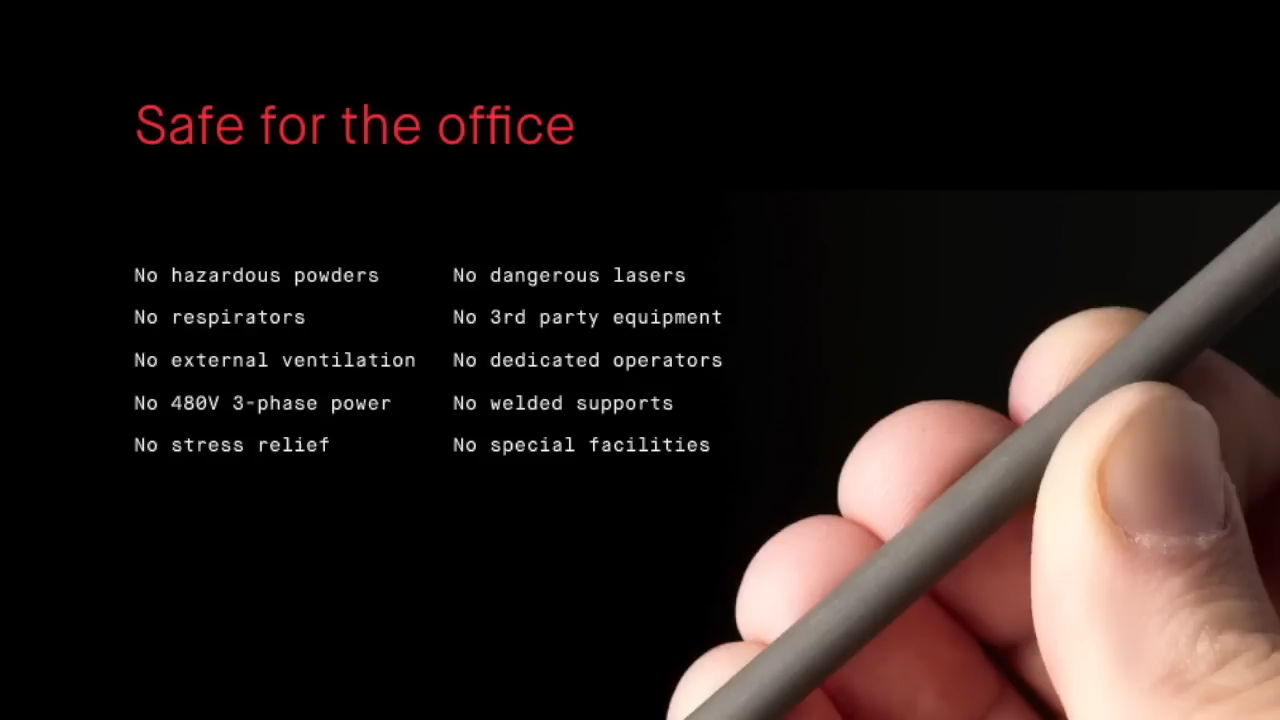 Safe for the office
No hazardous powders
No respirators
No external ventilation
No 480V 3-phase power
No stress relief
No dangerous lasers
No 3rd party equipment
No dedicated operators
No welded supports
No special facilities